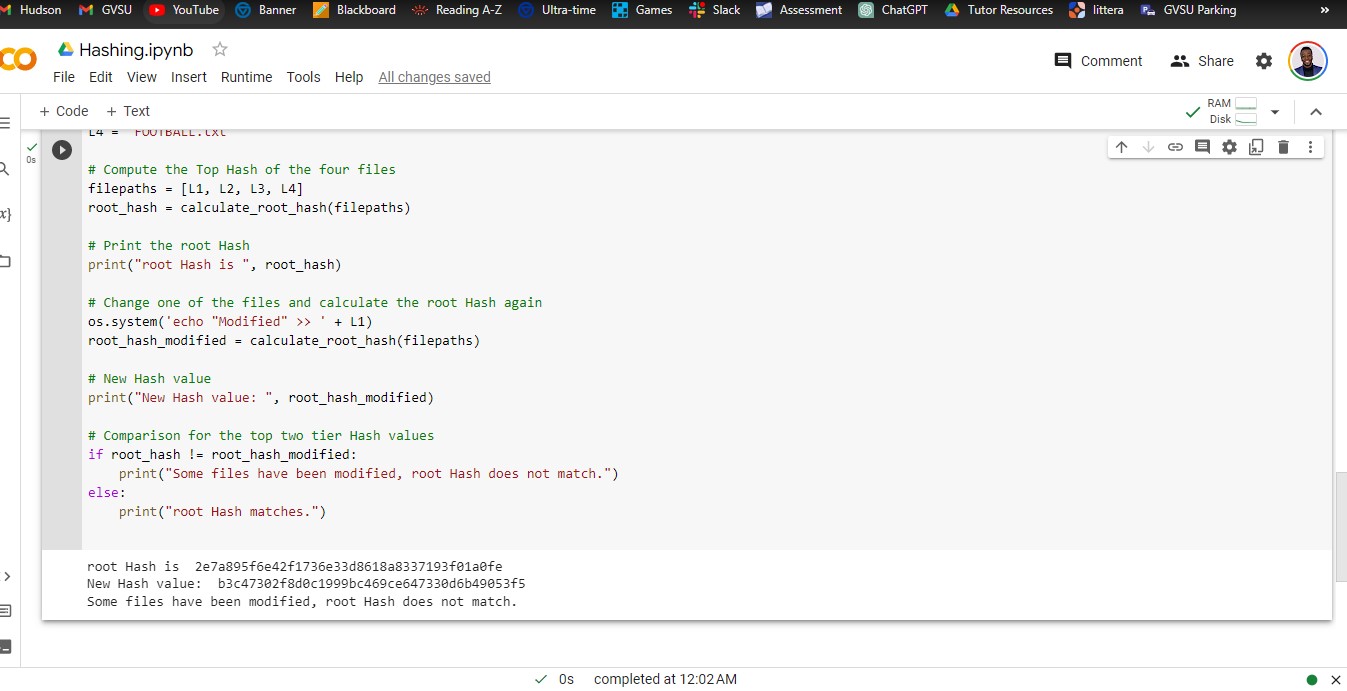 Hudson GVSU YouTube Banner Blackboard Reading A-Z Ultra-time Games Slack Assessment ChatGPT Tutor Resources littera GVSU Parking »
CO Hashing.ipynb
File Edit View Insert Runtime Tools Help All changes saved
Comment Share
+ Code + Text
RAM
Disk
L4 = "FOOTBALL.txt"
0s
# Compute the Top Hash of the four files
filepaths = [L1, L2, L3, L4]
root_hash = calculate_root_hash(filepaths)
# Print the root Hash
print("root Hash is ", root_hash)
# Change one of the files and calculate the root Hash again
os.system('echo "Modified" >> ' + L1)
root_hash_modified = calculate_root_hash(filepaths)
# New Hash value
print("New Hash value: ", root_hash_modified)
# Comparison for the top two tier Hash values
if root_hash != root_hash_modified:
    print("Some files have been modified, root Hash does not match.")
else:
    print("root Hash matches.")
root Hash is  2e7a895f6e42f1736e33d8618a8337193f01a0fe
New Hash value:  b3c47302f8d0c1999bc469ce647330d6b49053f5
Some files have been modified, root Hash does not match.
0s completed at 12:02 AM